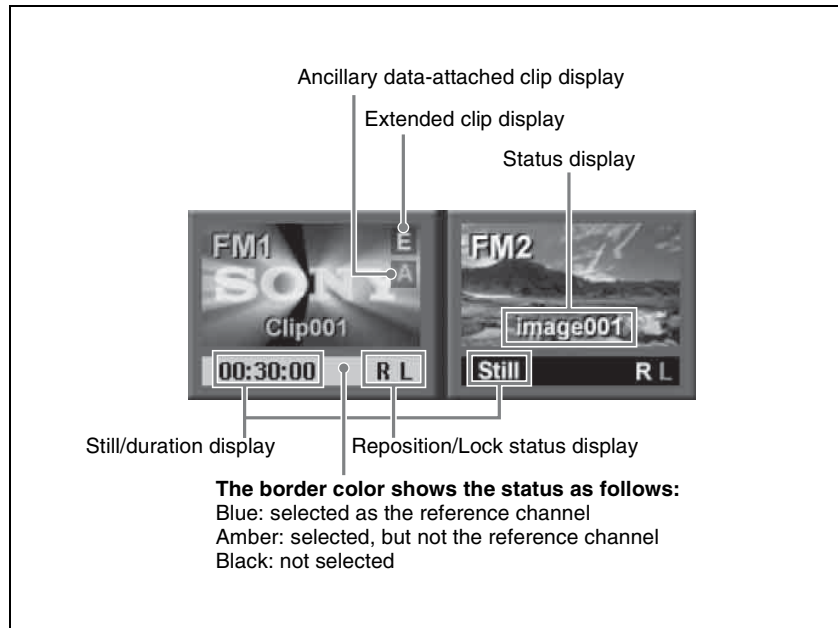 Ancillary data-attached clip display
Extended clip display
Status display
FM1
E
A
SONY
Clip001
00:30:00
R L
FM2
image001
Still
R L
Still/duration display
Reposition/Lock status display
The border color shows the status as follows:
Blue: selected as the reference channel
Amber: selected, but not the reference channel
Black: not selected